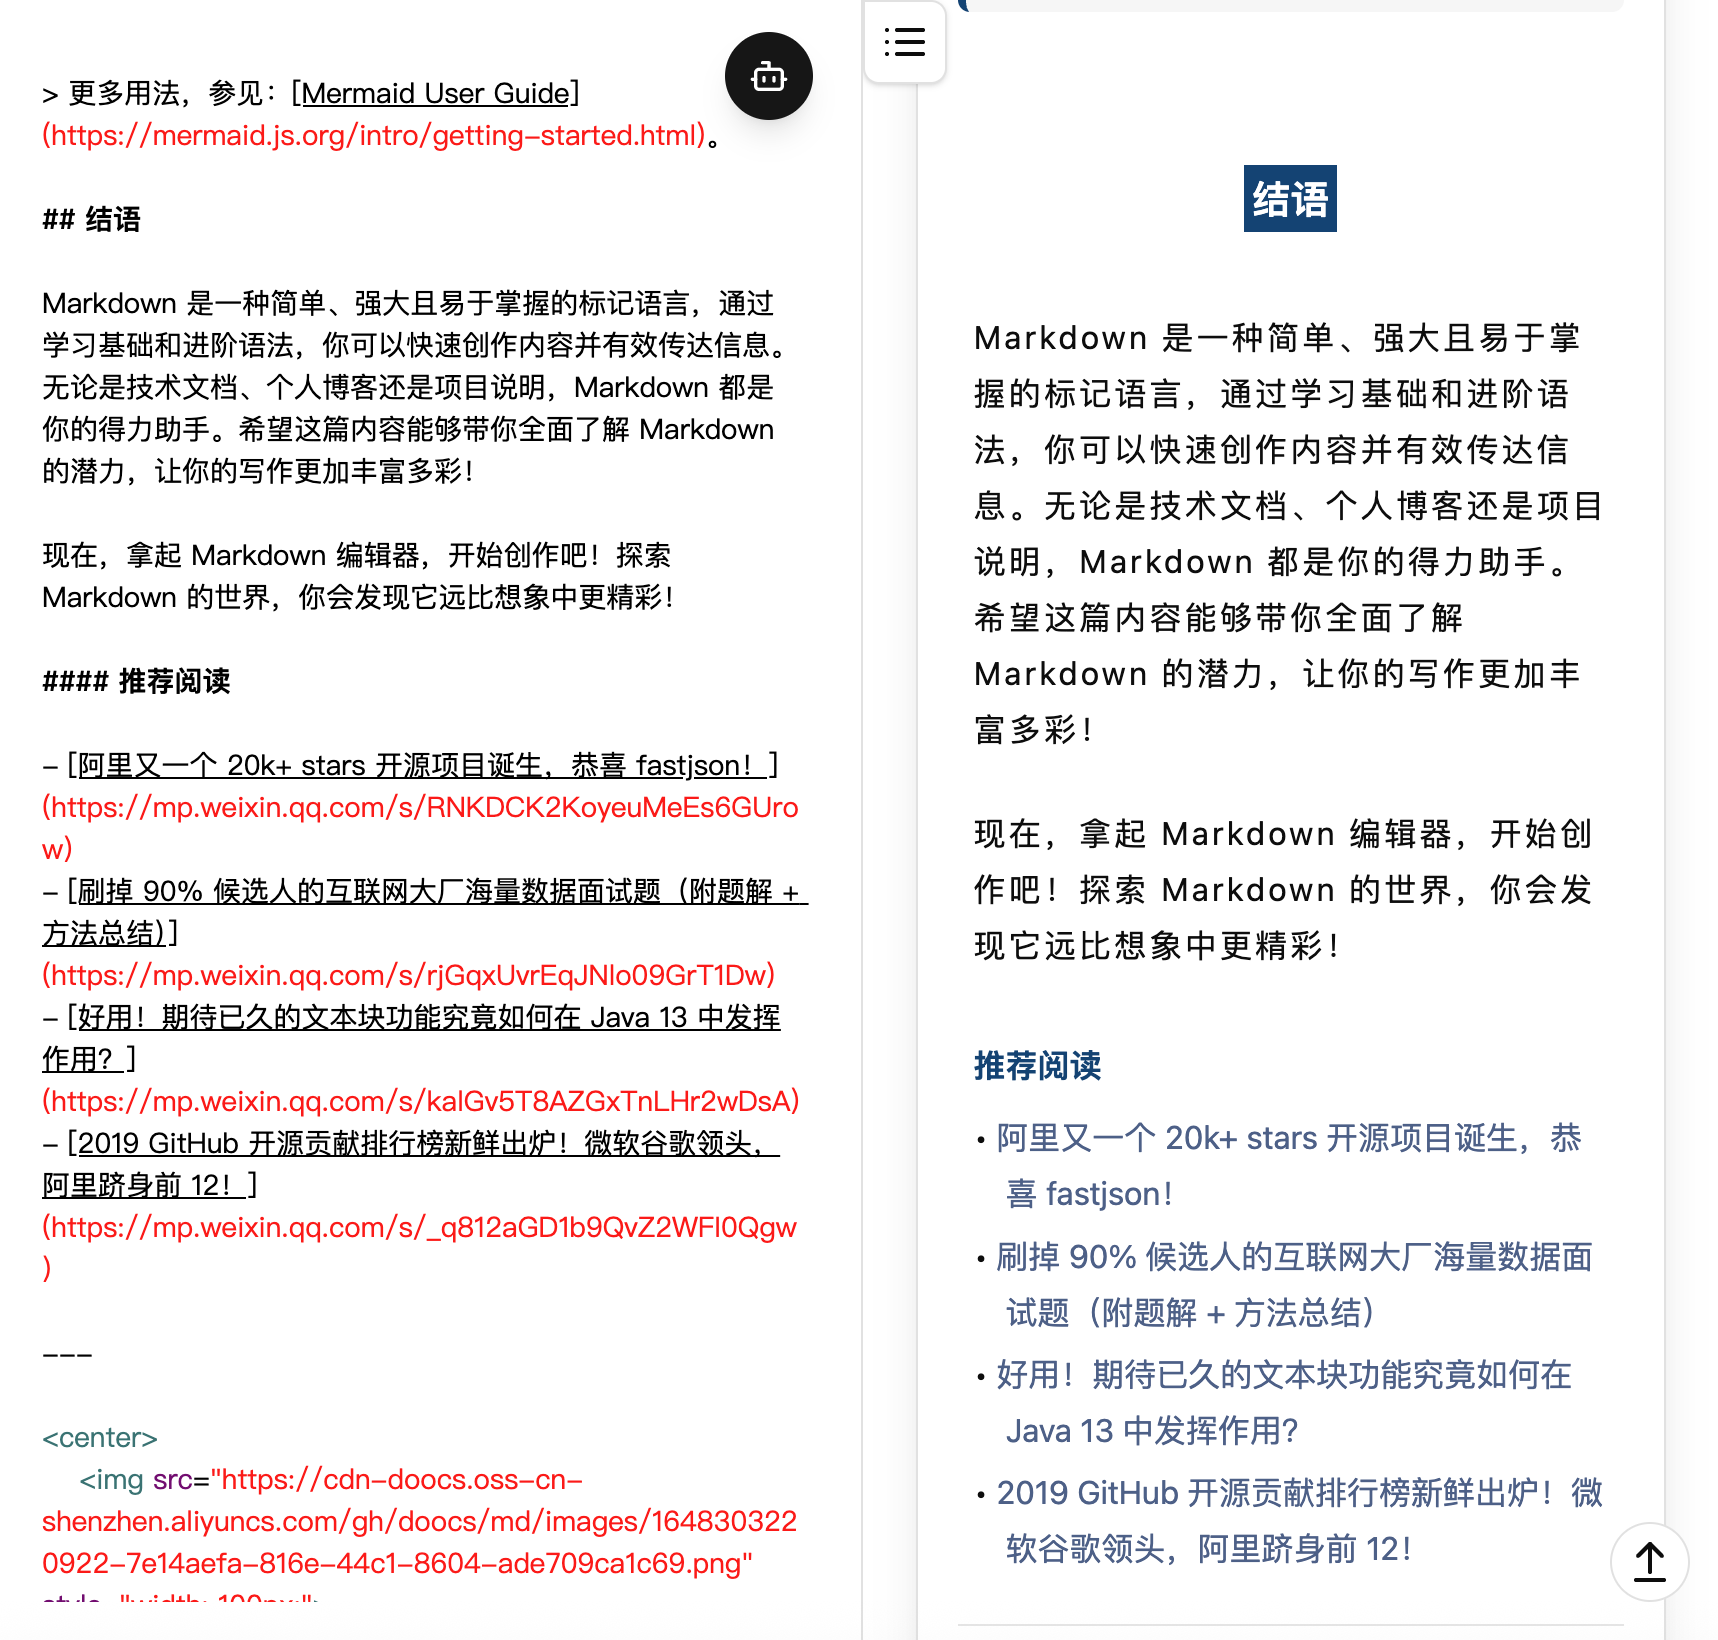 > 更多用法，参见：[Mermaid User Guide]
(https://mermaid.js.org/intro/getting-started.html)。
## 结语
Markdown 是一种简单、强大且易于掌握的标记语言，通过
学习基础和进阶语法，你可以快速创作内容并有效传达信息。
无论是技术文档、个人博客还是项目说明，Markdown 都是
你的得力助手。希望这篇内容能够带你全面了解 Markdown
的潜力，让你的写作更加丰富多彩！
现在，拿起 Markdown 编辑器，开始创作吧！探索
Markdown 的世界，你会发现它远比想象中更精彩！
#### 推荐阅读
- [阿里又一个 20k+ stars 开源项目诞生，恭喜 fastjson！]
(https://mp.weixin.qq.com/s/RNKDCK2KoyeuMeEs6GUro
w)
- [刷掉 90% 候选人的互联网大厂海量数据面试题（附题解 +
方法总结）]
(https://mp.weixin.qq.com/s/rjGqxUvrEqJNlo09GrT1Dw)
- [好用！期待已久的文本块功能究竟如何在 Java 13 中发挥
作用？]
(https://mp.weixin.qq.com/s/kalGv5T8AZGxTnLHr2wDsA)
- [2019 GitHub 开源贡献排行榜新鲜出炉！微软谷歌领头，
阿里跻身前 12！]
(https://mp.weixin.qq.com/s/_q812aGD1b9QvZ2WFI0Qgw
)
---
<center>
<img src="https://cdn-doocs.oss-cn-
shenzhen.aliyuncs.com/gh/doocs/md/images/164830322
0922-7e14aefa-816e-44c1-8604-ade709ca1c69.png"
style="width: 100px;">
结语
Markdown 是一种简单、强大且易于掌
握的标记语言，通过学习基础和进阶语
法，你可以快速创作内容并有效传达信
息。无论是技术文档、个人博客还是项目
说明，Markdown 都是你的得力助手。
希望这篇内容能够带你全面了解
Markdown 的潜力，让你的写作更加丰
富多彩！
现在，拿起 Markdown 编辑器，开始创
作吧！探索 Markdown 的世界，你会发
现它远比想象中更精彩！
推荐阅读
• 阿里又一个 20k+ stars 开源项目诞生，恭
喜 fastjson！
• 刷掉 90% 候选人的互联网大厂海量数据面
试题（附题解 + 方法总结）
• 好用！期待已久的文本块功能究竟如何在
Java 13 中发挥作用？
• 2019 GitHub 开源贡献排行榜新鲜出炉！微
软谷歌领头，阿里跻身前 12！